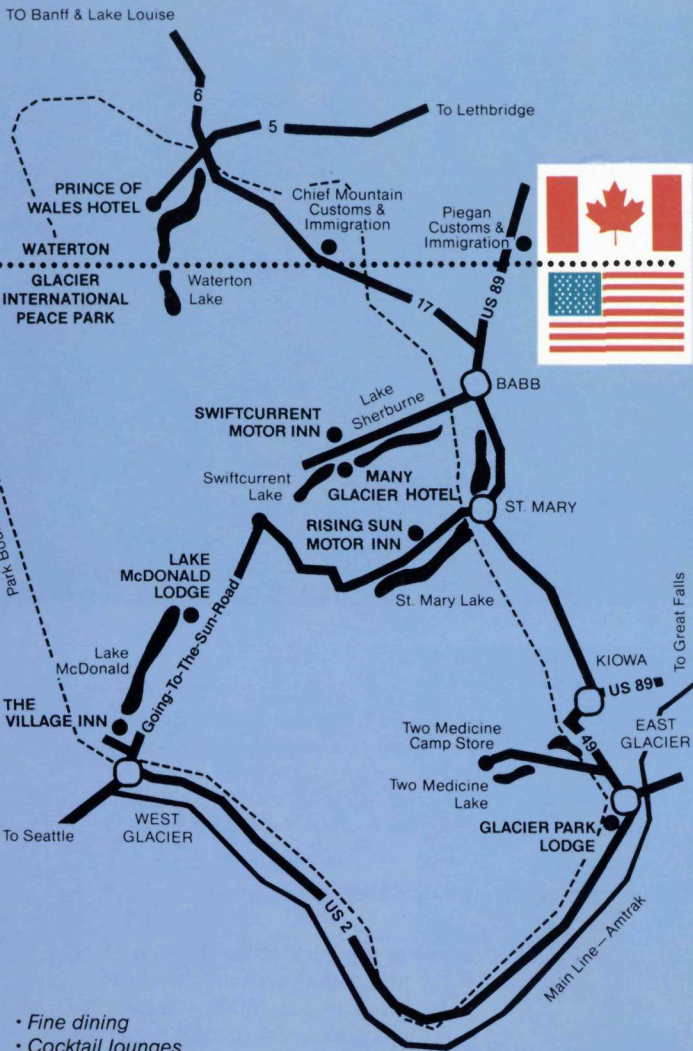 TO Banff & Lake Louise
6
5
To Lethbridge
PRINCE OF
WALES HOTEL
Chief Mountain
Customs &
Immigration
Piegan
Customs &
Immigration
WATERTON
GLACIER
INTERNATIONAL
PEACE PARK
Waterton
Lake
17
US 89
BABB
Lake
Sherburne
SWIFTCURRENT
MOTOR INN
Swiftcurrent
Lake
MANY
GLACIER HOTEL
ST. MARY
RISING SUN
MOTOR INN
St. Mary Lake
Park
LAKE
McDONALD
LODGE
Lake
McDonald
Going-To-The-Sun-Road
THE
VILLAGE INN
To Great Falls
KIOWA
US 89
EAST
GLACIER
49
Two Medicine
Camp Store
Two Medicine
Lake
GLACIER PARK
LODGE
WEST
GLACIER
To Seattle
US 2
Main Line — Amtrak
• Fine dining
• Cocktail lounges